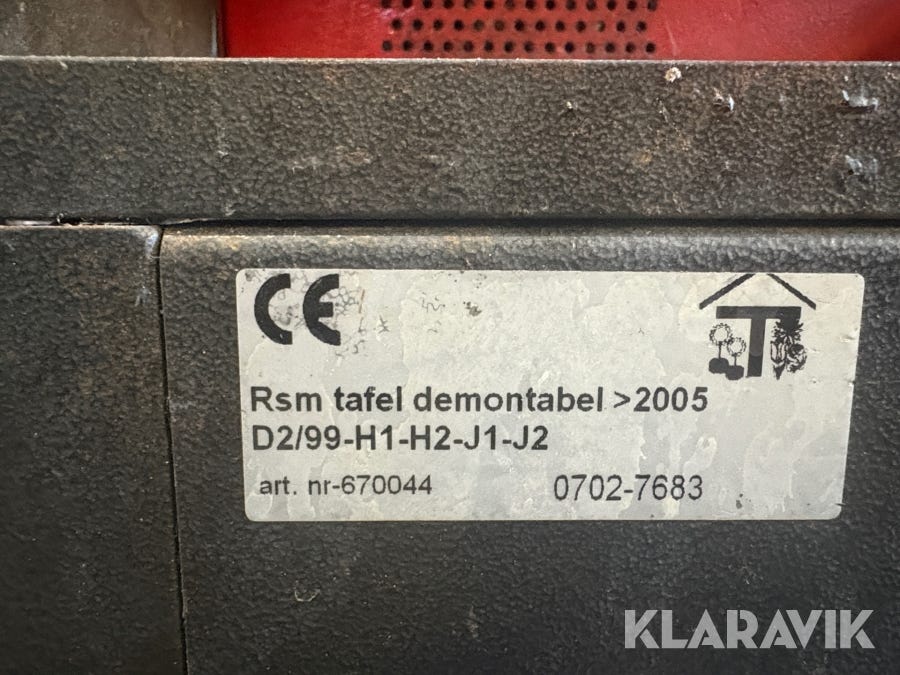 CE
T
Rsm tafel demontabel >2005
D2/99-H1-H2-J1-J2
art. nr-670044 0702-7683
KLARAVIK